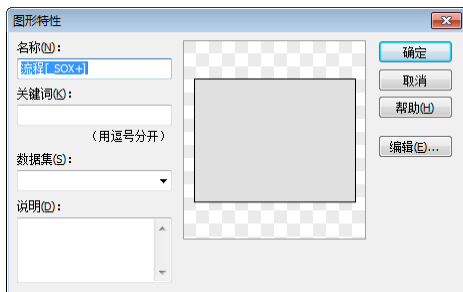 图形特性
名称(N):
流程[_SOX+]
关键词(K):
(用逗号分开)
数据集(S):
说明(D):
确定
取消
帮助(H)
编辑(E)...